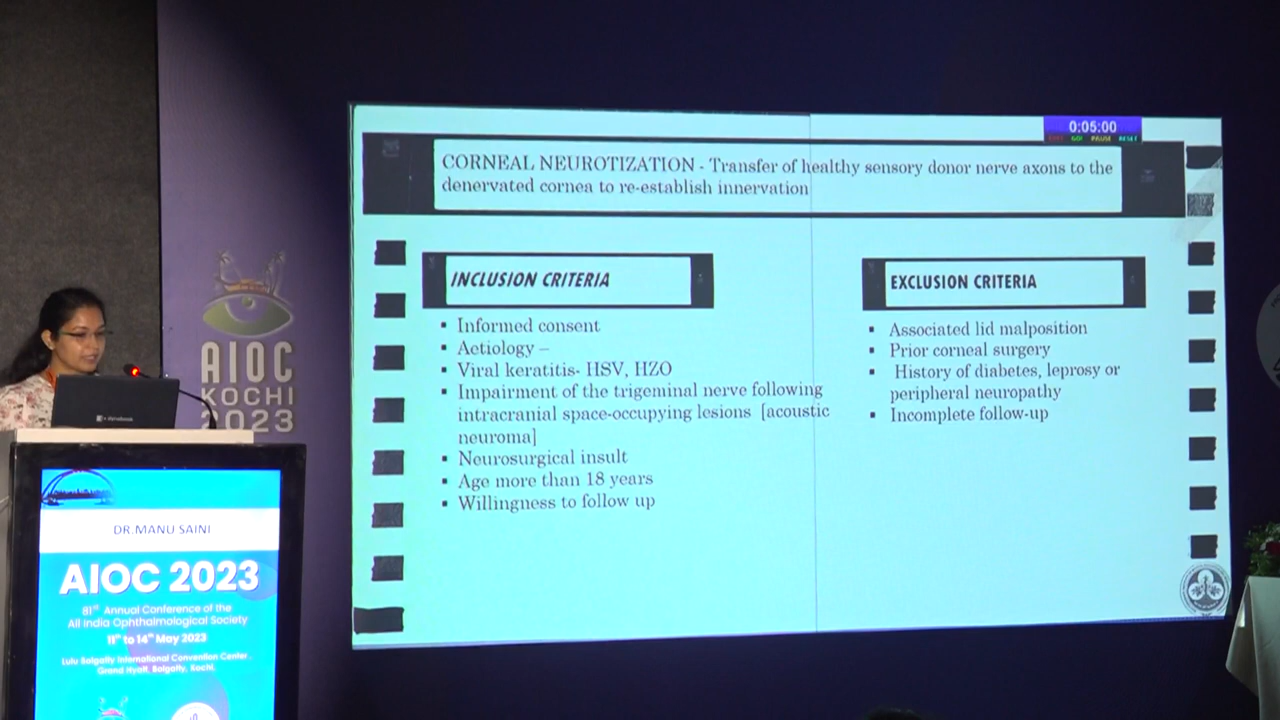 0:05:00
GO! PAUSE RESET
CORNEAL NEUROTIZATION - Transfer of healthy sensory donor nerve axons to the
denervated cornea to re-establish innervation
INCLUSION CRITERIA
▪ Informed consent
▪ Aetiology –
▪ Viral keratitis- HSV, HZO
▪ Impairment of the trigeminal nerve following
intracranial space-occupying lesions [acoustic
neuroma]
▪ Neurosurgical insult
▪ Age more than 18 years
▪ Willingness to follow up
EXCLUSION CRITERIA
▪ Associated lid malposition
▪ Prior corneal surgery
▪ History of diabetes, leprosy or
peripheral neuropathy
▪ Incomplete follow-up
AIOC
KOCHI
2023
DR.MANU SAINI
AIOC 2023
81st Annual Conference of the
All India Ophthalmological Society
11th to 14th May 2023
Lulu Bolgatty International Convention Center,
Grand Hyatt, Bolgatty, Kochi.